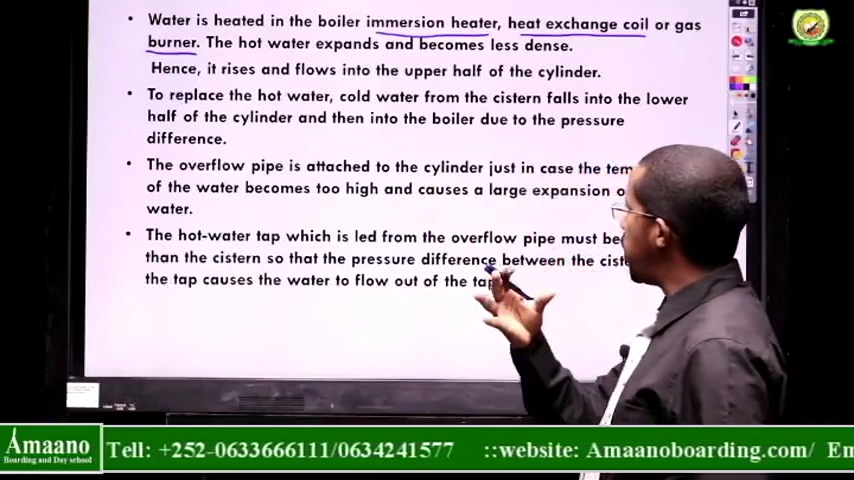 • Water is heated in the boiler immersion heater, heat exchange coil or gas
burner. The hot water expands and becomes less dense.
Hence, it rises and flows into the upper half of the cylinder.
• To replace the hot water, cold water from the cistern falls into the lower
half of the cylinder and then into the boiler due to the pressure
difference.
• The overflow pipe is attached to the cylinder just in case the tem
of the water becomes too high and causes a large expansion o
water.
• The hot-water tap which is led from the overflow pipe must be
than the cistern so that the pressure difference between the ciste
the tap causes the water to flow out of the tap
Amaano
Boarding and Day school
Tell: +252-0633666111/0634241577 ::website: Amaanoboarding.com/ Em